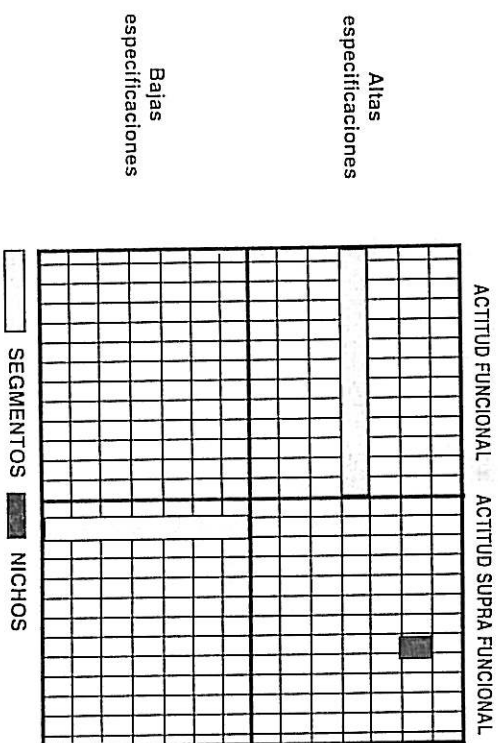 ACTITUD FUNCIONAL ACTITUD SUPRA FUNCIONAL
Altas
especificaciones
Bajas
especificaciones
SEGMENTOS NICHOS